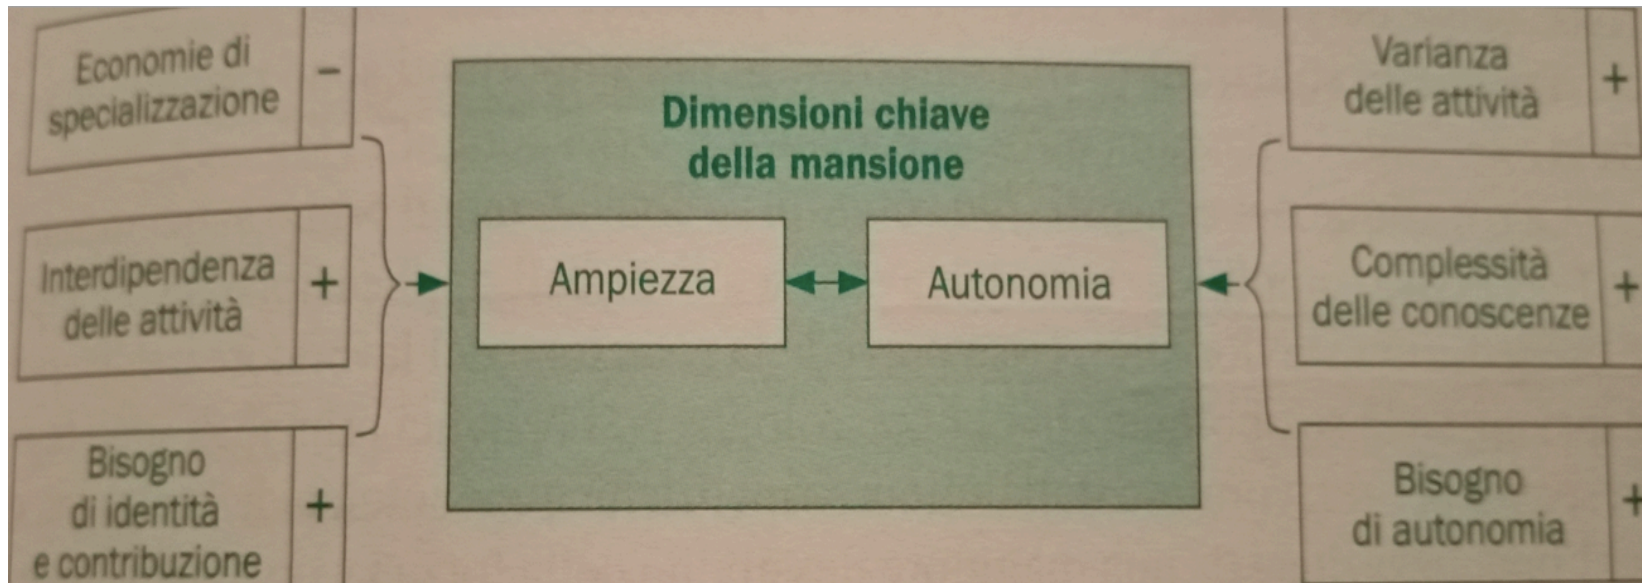 Economie di
specializzazione
–
Interdipendenza
delle attività
+
Bisogno
di identità
e contribuzione
+
Dimensioni chiave
della mansione
Ampiezza
Autonomia
Varianza
delle attività
+
Complessità
delle conoscenze
+
Bisogno
di autonomia
+